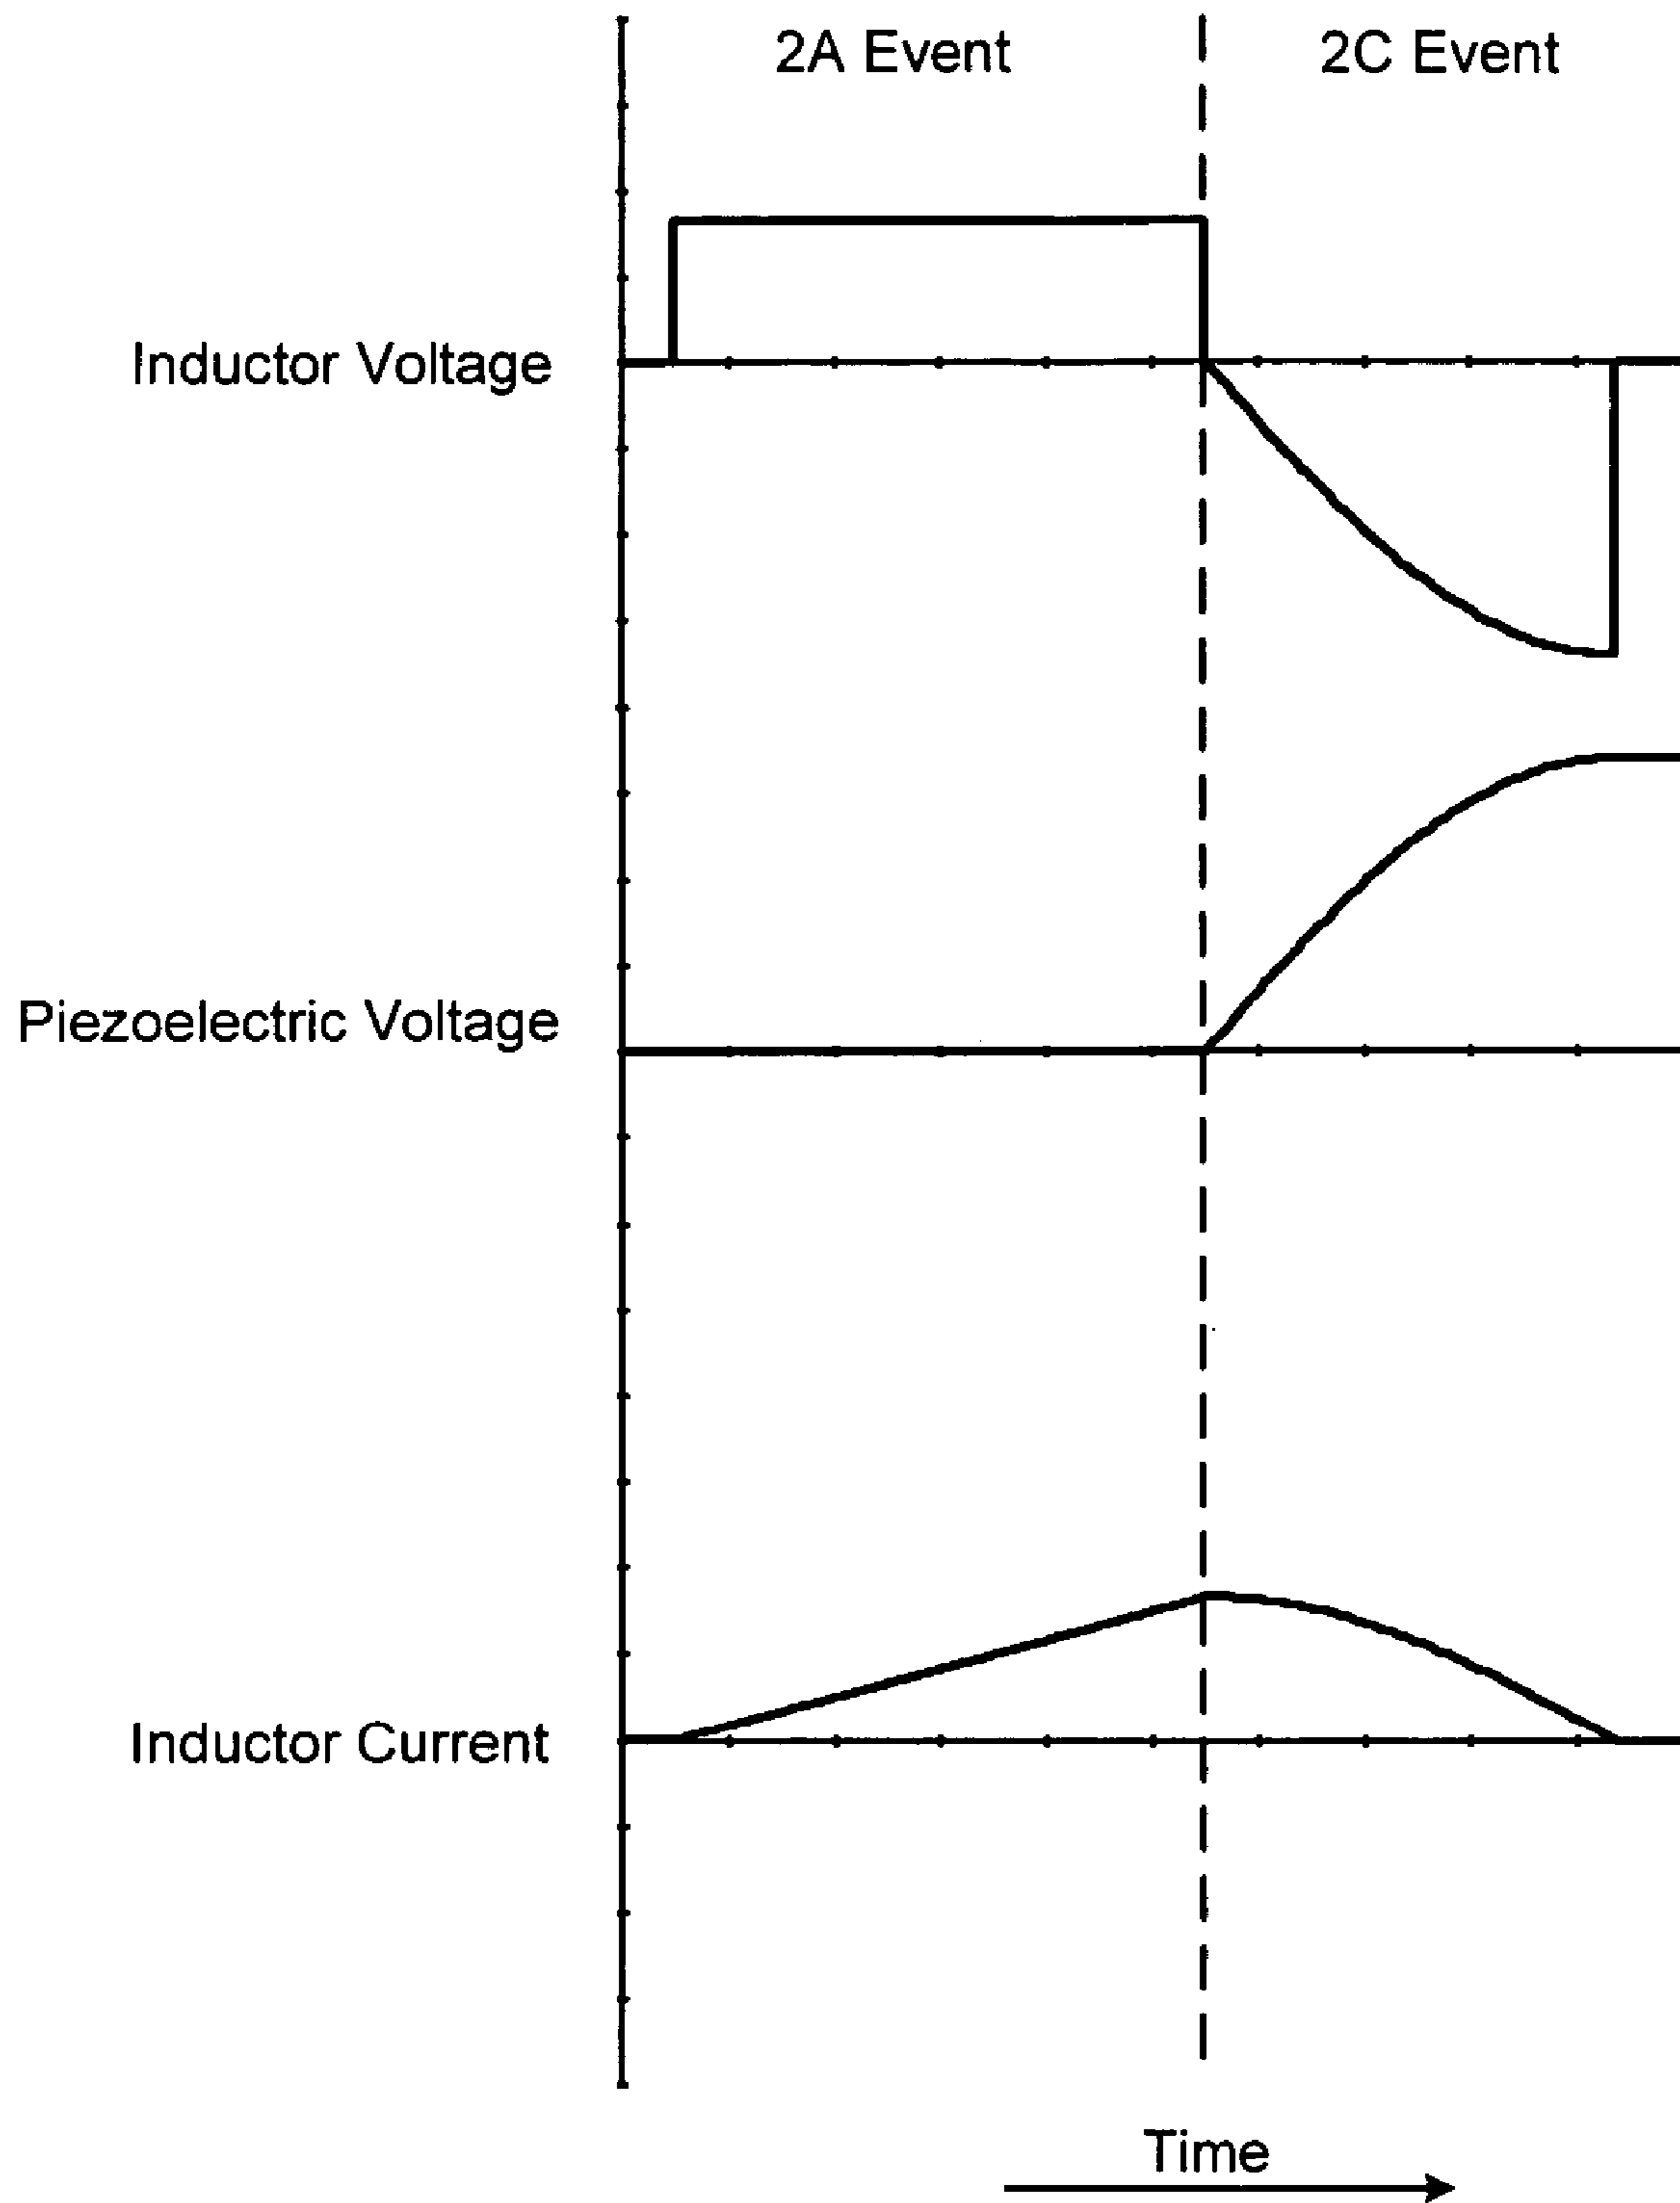 2A Event
2C Event
Inductor Voltage
Piezoelectric Voltage
Inductor Current
Time